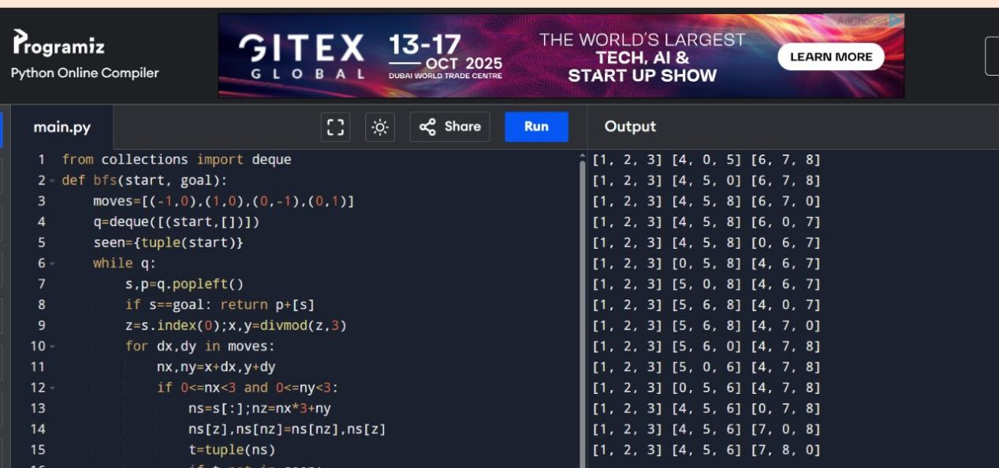 Programiz
Python Online Compiler
GITEX
GLOBAL
13-17
OCT 2025
DUBAI WORLD TRADE CENTRE
THE WORLD'S LARGEST
TECH, AI &
START UP SHOW
LEARN MORE
AdChoices
main.py
Share
Run
Output
1 from collections import deque
2 def bfs(start, goal):
3     moves=[(-1,0),(1,0),(0,-1),(0,1)]
4     q=deque([(start,[])])
5     seen={tuple(start)}
6     while q:
7         s,p=q.popleft()
8         if s==goal: return p+[s]
9         z=s.index(0);x,y=divmod(z,3)
10         for dx,dy in moves:
11             nx,ny=x+dx,y+dy
12             if 0<=nx<3 and 0<=ny<3:
13                 ns=s[:];nz=nx*3+ny
14                 ns[z],ns[nz]=ns[nz],ns[z]
15                 t=tuple(ns)
[1, 2, 3] [4, 0, 5] [6, 7, 8]
[1, 2, 3] [4, 5, 0] [6, 7, 8]
[1, 2, 3] [4, 5, 8] [6, 7, 0]
[1, 2, 3] [4, 5, 8] [6, 0, 7]
[1, 2, 3] [4, 5, 8] [0, 6, 7]
[1, 2, 3] [0, 5, 8] [4, 6, 7]
[1, 2, 3] [5, 0, 8] [4, 6, 7]
[1, 2, 3] [5, 6, 8] [4, 0, 7]
[1, 2, 3] [5, 6, 8] [4, 7, 0]
[1, 2, 3] [5, 6, 0] [4, 7, 8]
[1, 2, 3] [5, 0, 6] [4, 7, 8]
[1, 2, 3] [0, 5, 6] [4, 7, 8]
[1, 2, 3] [4, 5, 6] [0, 7, 8]
[1, 2, 3] [4, 5, 6] [7, 0, 8]
[1, 2, 3] [4, 5, 6] [7, 8, 0]